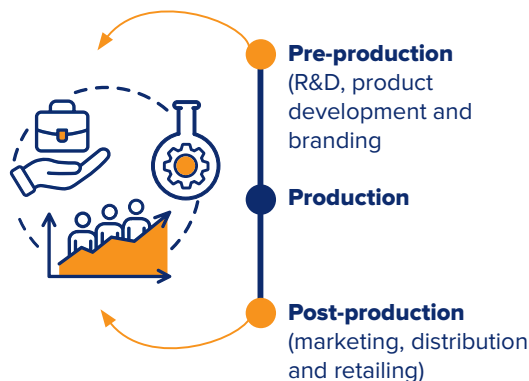 Pre-production
(R&D, product
development and
branding
Production
Post-production
(marketing, distribution
and retailing)